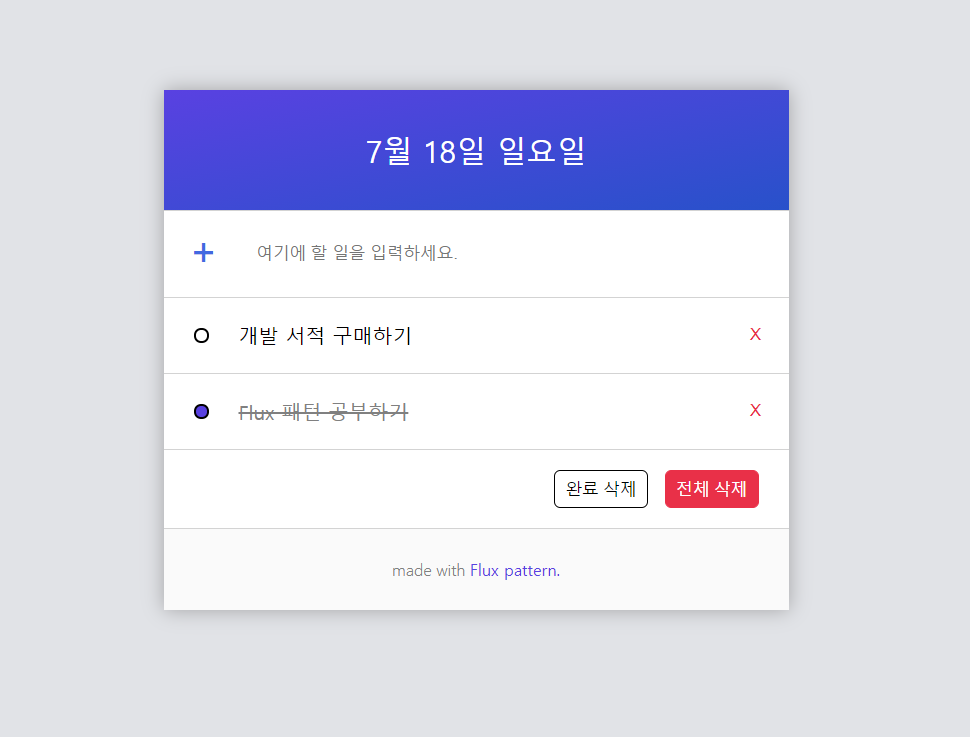 7월 18일 일요일
여기에 할 일을 입력하세요.
개발 서적 구매하기 X
Flux 패턴 공부하기 X
완료 삭제 전체 삭제
made with Flux pattern.